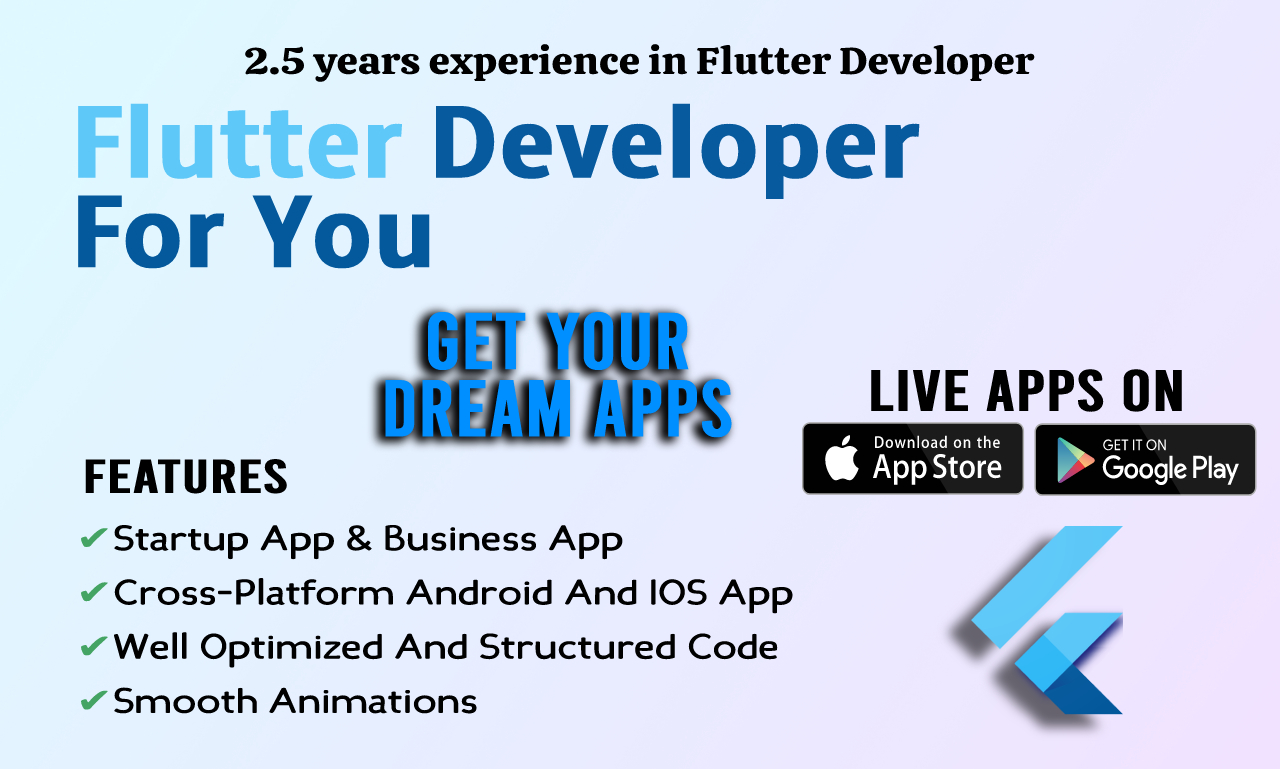 2.5 years experience in Flutter Developer
Flutter Developer
For You
GET YOUR
DREAM APPS
LIVE APPS ON
Download on the
App Store
GET IT ON
Google Play
FEATURES
✔Startup App & Business App
✔Cross-Platform Android And IOS App
✔Well Optimized And Structured Code
✔Smooth Animations